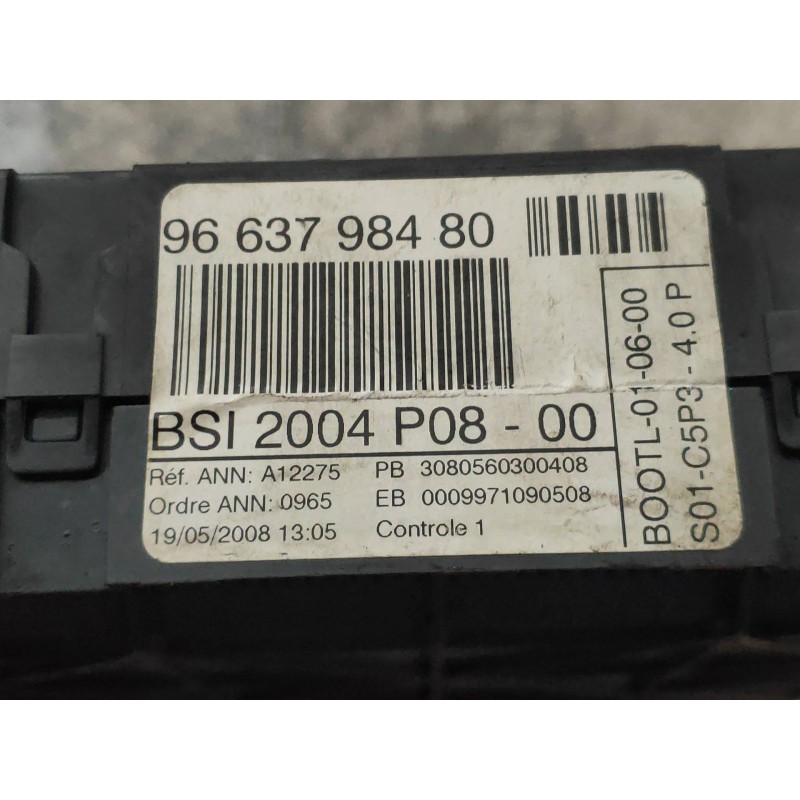 96 637 984 80
BSI 2004 P08 - 00
Réf. ANN: A12275 PB 3080560300408
Ordre ANN: 0965 EB 0009971090508
19/05/2008 13:05 Controle 1
BOOTL-01-06-00
S01-C5P3 - 4.0 P